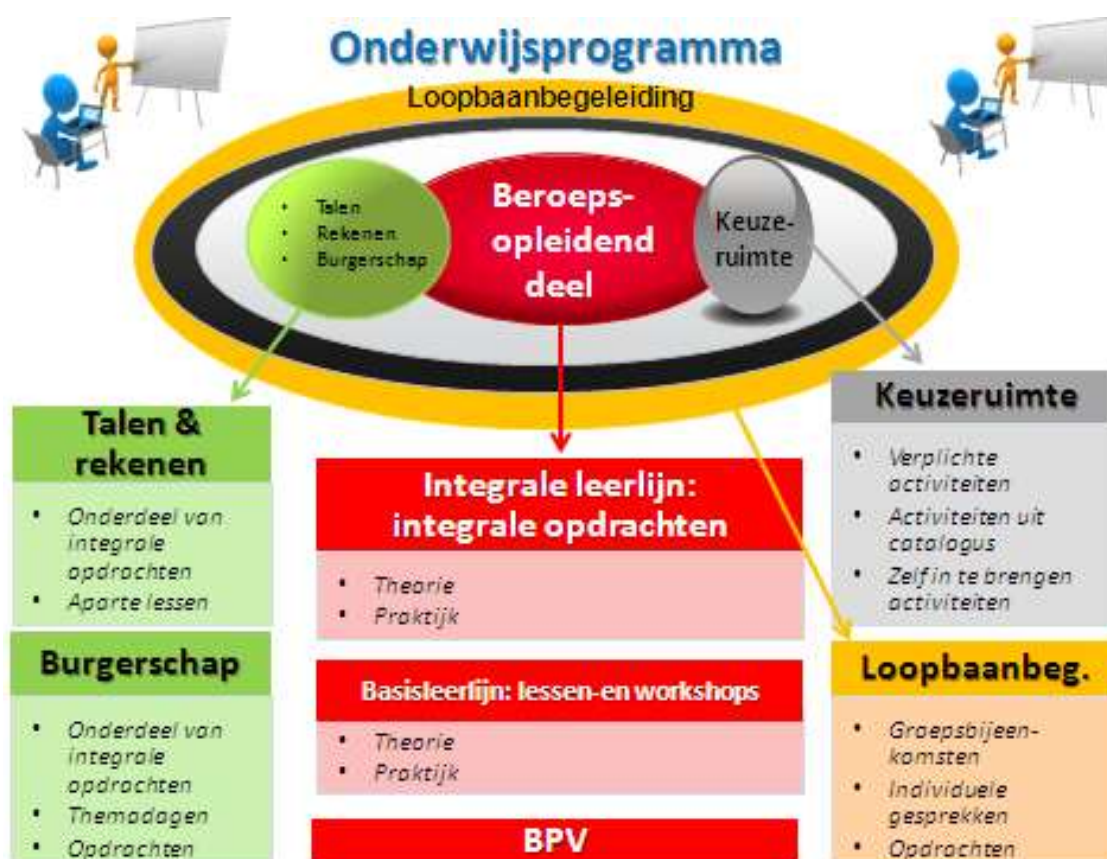 Onderwijsprogramma
Loopbaanbegeleiding
• Talen
• Rekenen
• Burgerschap
Beroeps-
opleidend
deel
Keuze-
ruimte
Talen &
rekenen
• Onderdeel van
integrale
opdrachten
• Aparte lessen
Burgerschap
• Onderdeel van
integrale
opdrachten
• Themadagen
• Opdrachten
Integrale leerlijn:
integrale opdrachten
• Theorie
• Praktijk
Basisleerlijn: lessen-en workshops
• Theorie
• Praktijk
BPV
Keuzeruimte
• Verplichte
activiteiten
• Activiteiten uit
catalogus
• Zelf in te brengen
activiteiten
Loopbaanbeg.
• Groepsbijeen-
komsten
• Individuele
gesprekken
• Opdrachten